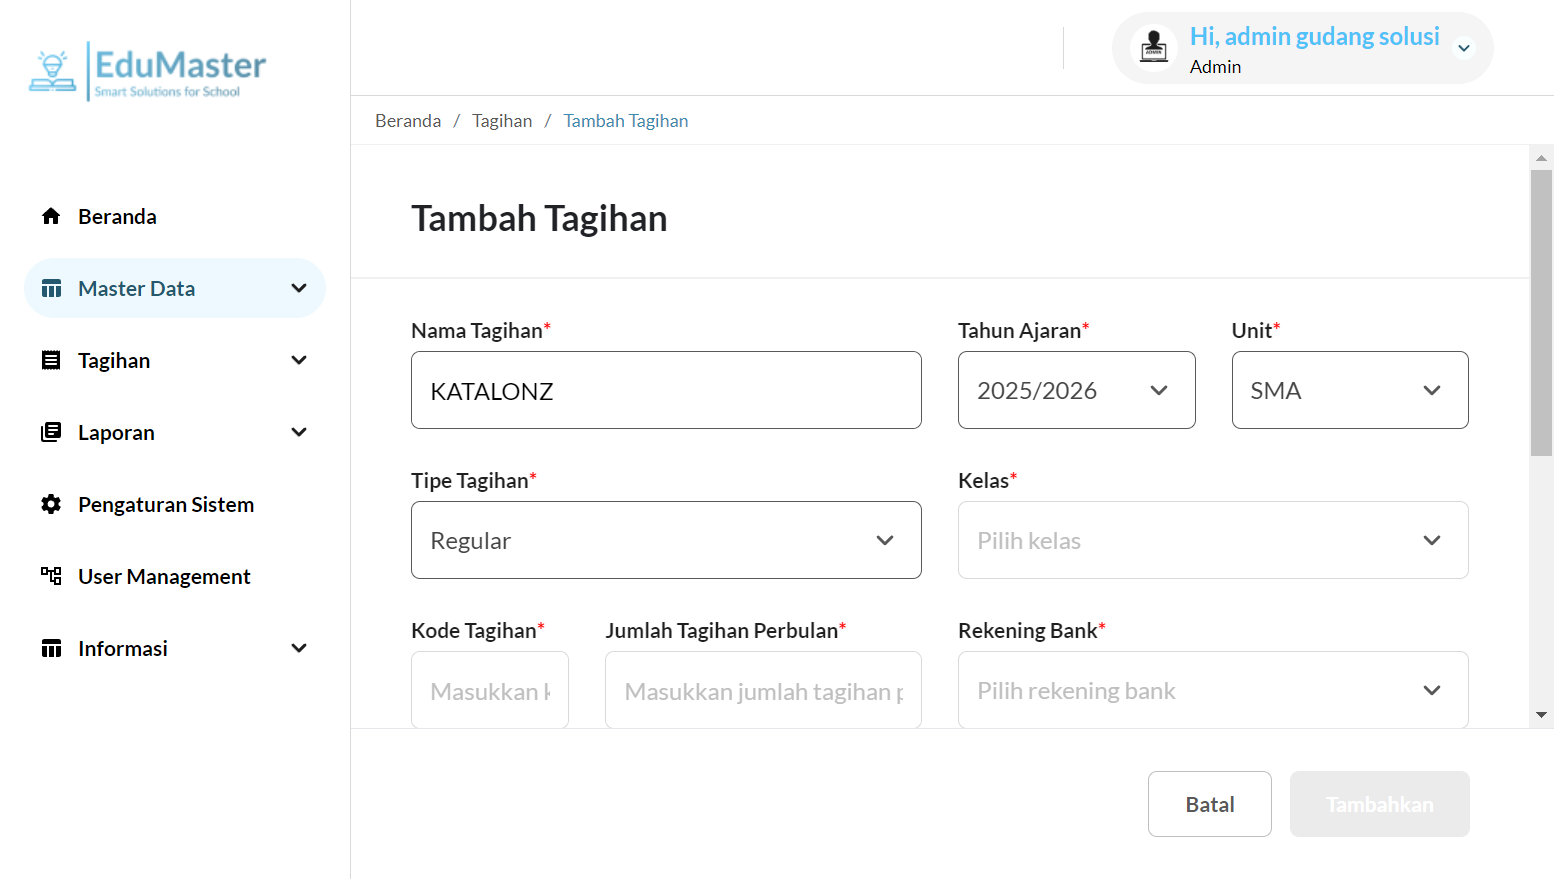 EduMaster
Smart Solutions for School
Hi, admin gudang solusi
Admin
ADMIN
Beranda / Tagihan / Tambah Tagihan
Beranda
Master Data
Tagihan
Laporan
Pengaturan Sistem
User Management
Informasi
Tambah Tagihan
Nama Tagihan*
KATALONZ
Tahun Ajaran*
2025/2026
Unit*
SMA
Tipe Tagihan*
Regular
Kelas*
Pilih kelas
Kode Tagihan*
Masukkan k
Jumlah Tagihan Perbulan*
Masukkan jumlah tagihan p
Rekening Bank*
Pilih rekening bank
Batal
Tambahkan